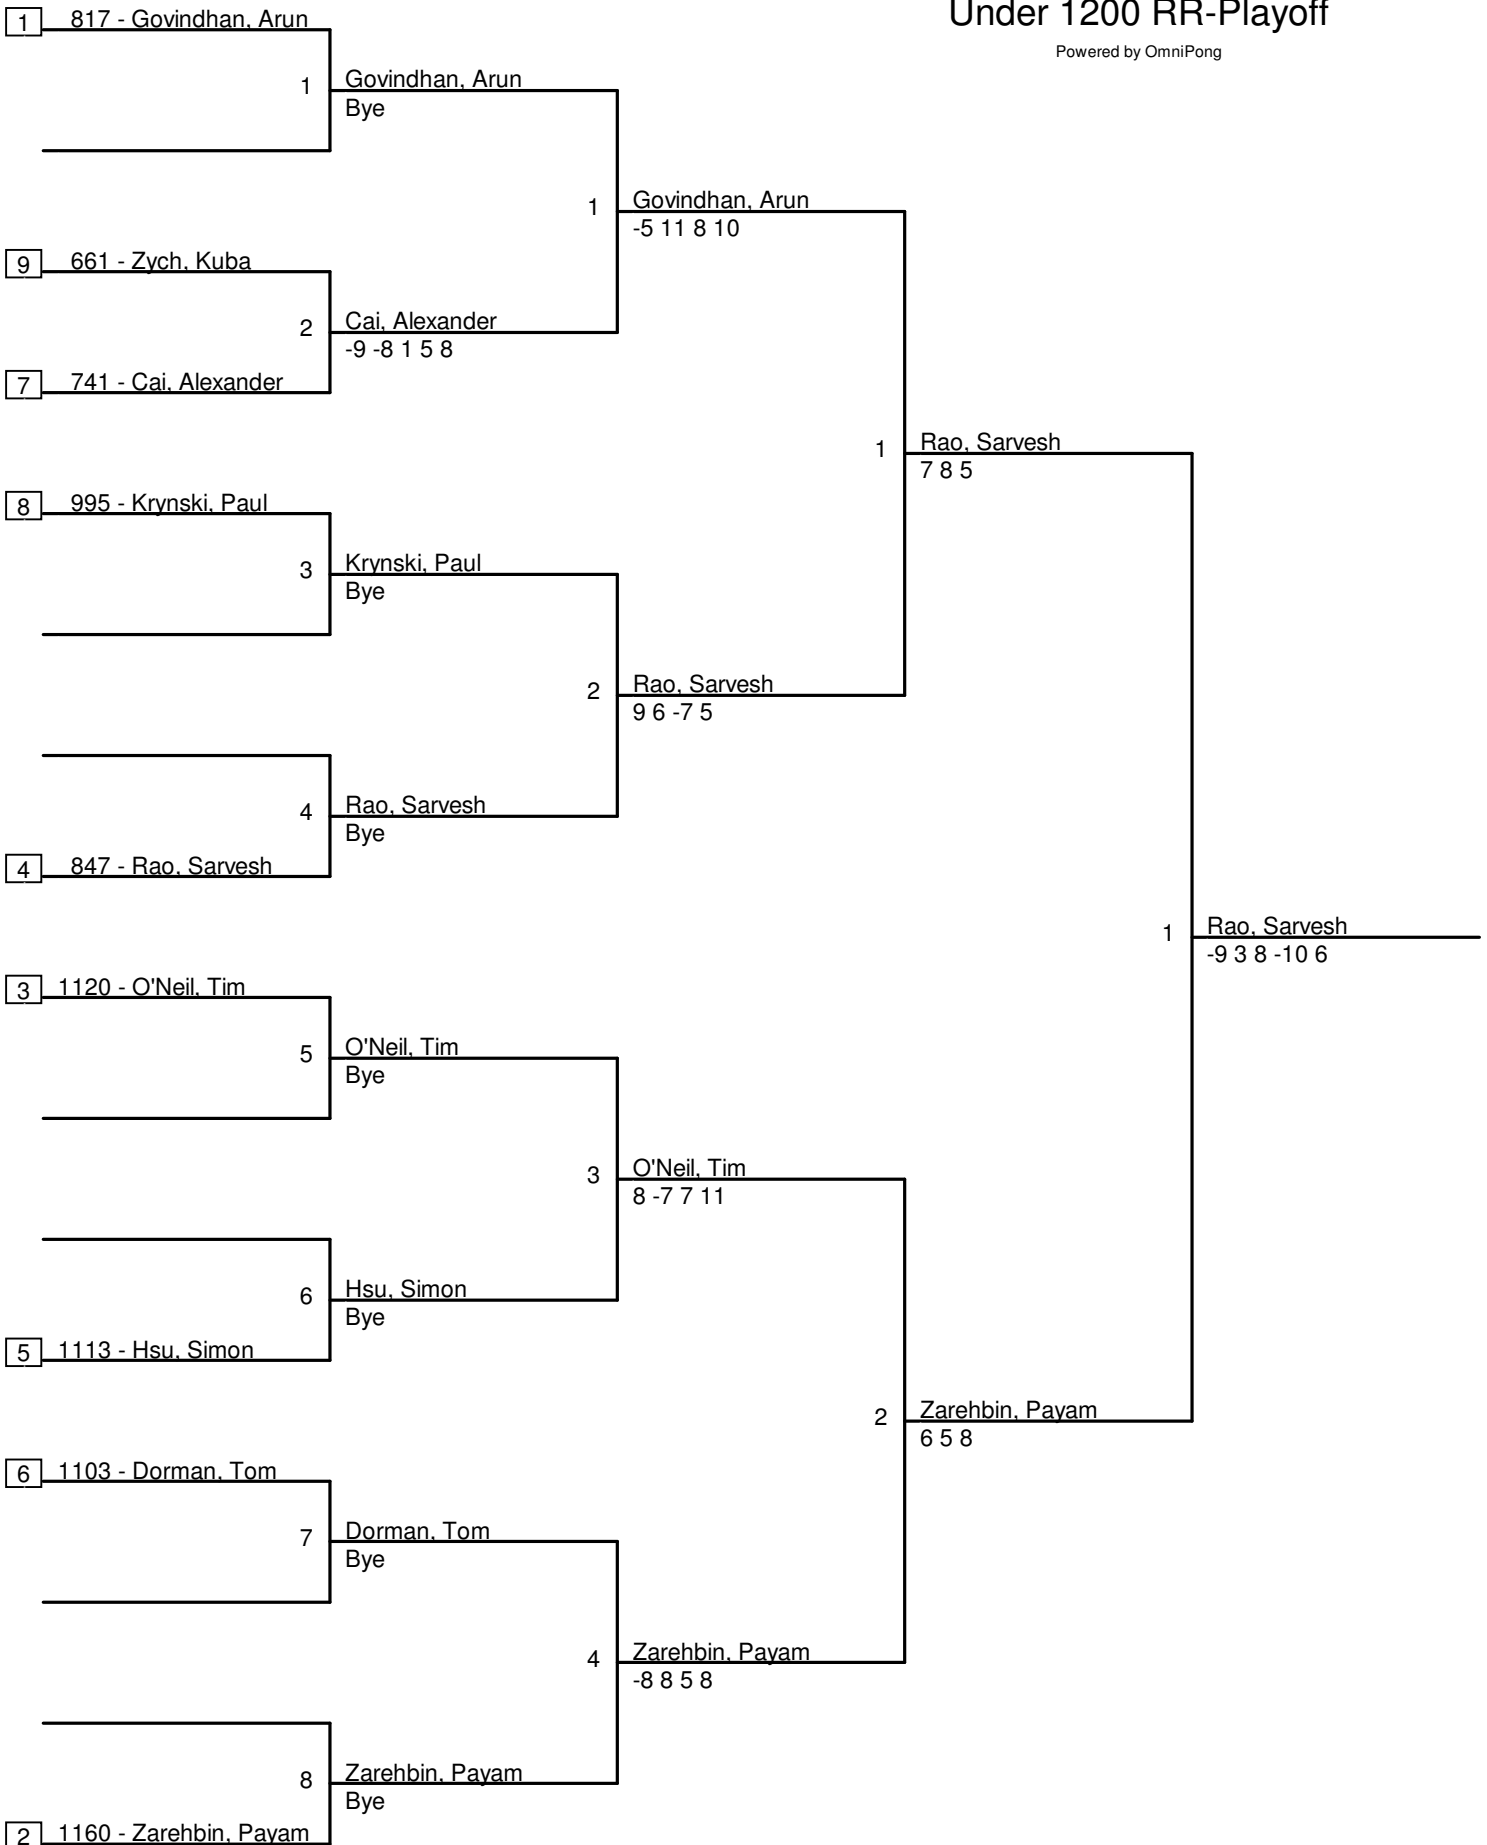 Under 1200 RR-Playoff
Powered by OmniPong
1 817 - Govindhan, Arun
1 Govindhan, Arun
Bye
1 Govindhan, Arun
-5 11 8 10
9 661 - Zych, Kuba
2 Cai, Alexander
-9 -8 1 5 8
7 741 - Cai, Alexander
1 Rao, Sarvesh
7 8 5
8 995 - Krynski, Paul
3 Krynski, Paul
Bye
2 Rao, Sarvesh
9 6 -7 5
4 Rao, Sarvesh
Bye
4 847 - Rao, Sarvesh
1 Rao, Sarvesh
-9 3 8 -10 6
3 1120 - O'Neil, Tim
5 O'Neil, Tim
Bye
3 O'Neil, Tim
8 -7 7 11
6 Hsu, Simon
Bye
5 1113 - Hsu, Simon
2 Zarehbin, Payam
6 5 8
6 1103 - Dorman, Tom
7 Dorman, Tom
Bye
4 Zarehbin, Payam
-8 8 5 8
8 Zarehbin, Payam
Bye
2 1160 - Zarehbin, Payam